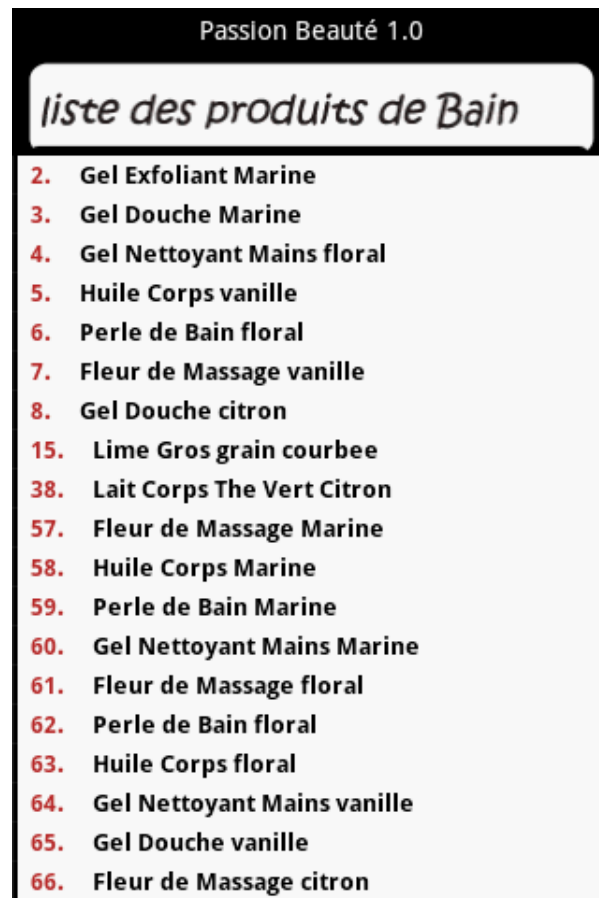 Passion Beauté 1.0
liste des produits de Bain
2. Gel Exfoliant Marine
3. Gel Douche Marine
4. Gel Nettoyant Mains floral
5. Huile Corps vanille
6. Perle de Bain floral
7. Fleur de Massage vanille
8. Gel Douche citron
15. Lime Gros grain courbee
38. Lait Corps The Vert Citron
57. Fleur de Massage Marine
58. Huile Corps Marine
59. Perle de Bain Marine
60. Gel Nettoyant Mains Marine
61. Fleur de Massage floral
62. Perle de Bain floral
63. Huile Corps floral
64. Gel Nettoyant Mains vanille
65. Gel Douche vanille
66. Fleur de Massage citron